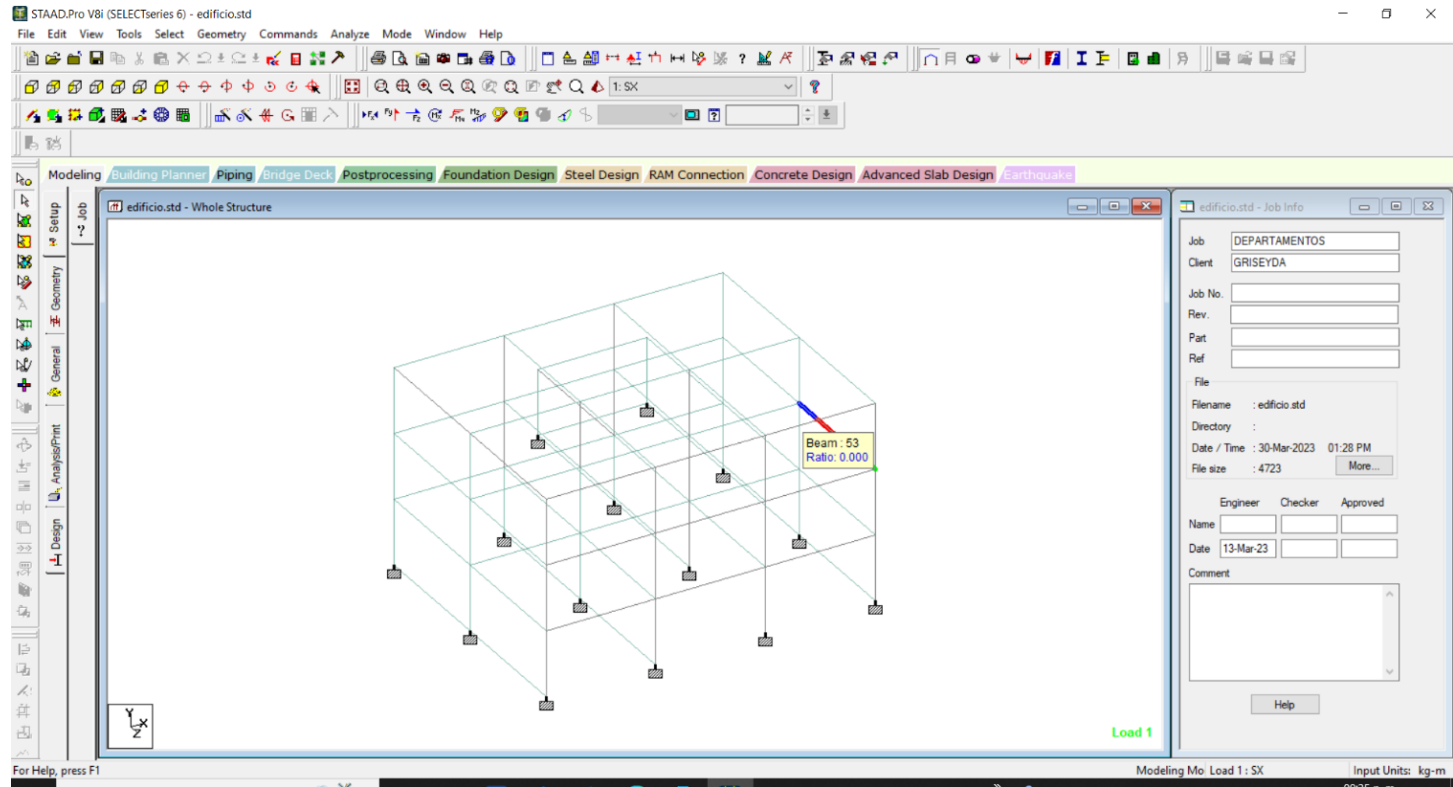 STAAD.Pro V8i (SELECTseries 6) - edificio.std
File Edit View Tools Select Geometry Commands Analyze Mode Window Help
1: SX
Modeling Building Planner Piping Bridge Deck Postprocessing Foundation Design Steel Design RAM Connection Concrete Design Advanced Slab Design Earthquake
Setup
Geometry
General
Analysis/Print
Design
? Job
edificio.std - Whole Structure
Beam : 53
Ratio: 0.000
Y
X
Z
Load 1
edificio.std - Job Info
Job DEPARTAMENTOS
Client GRISEYDA
Job No.
Rev.
Part
Ref
File
Filename : edificio.std
Directory :
Date / Time : 30-Mar-2023 01:28 PM
File size : 4723 More...
Engineer Checker Approved
Name
Date 13-Mar-23
Comment
Help
For Help, press F1
Modeling Mo Load 1 : SX Input Units: kg-m